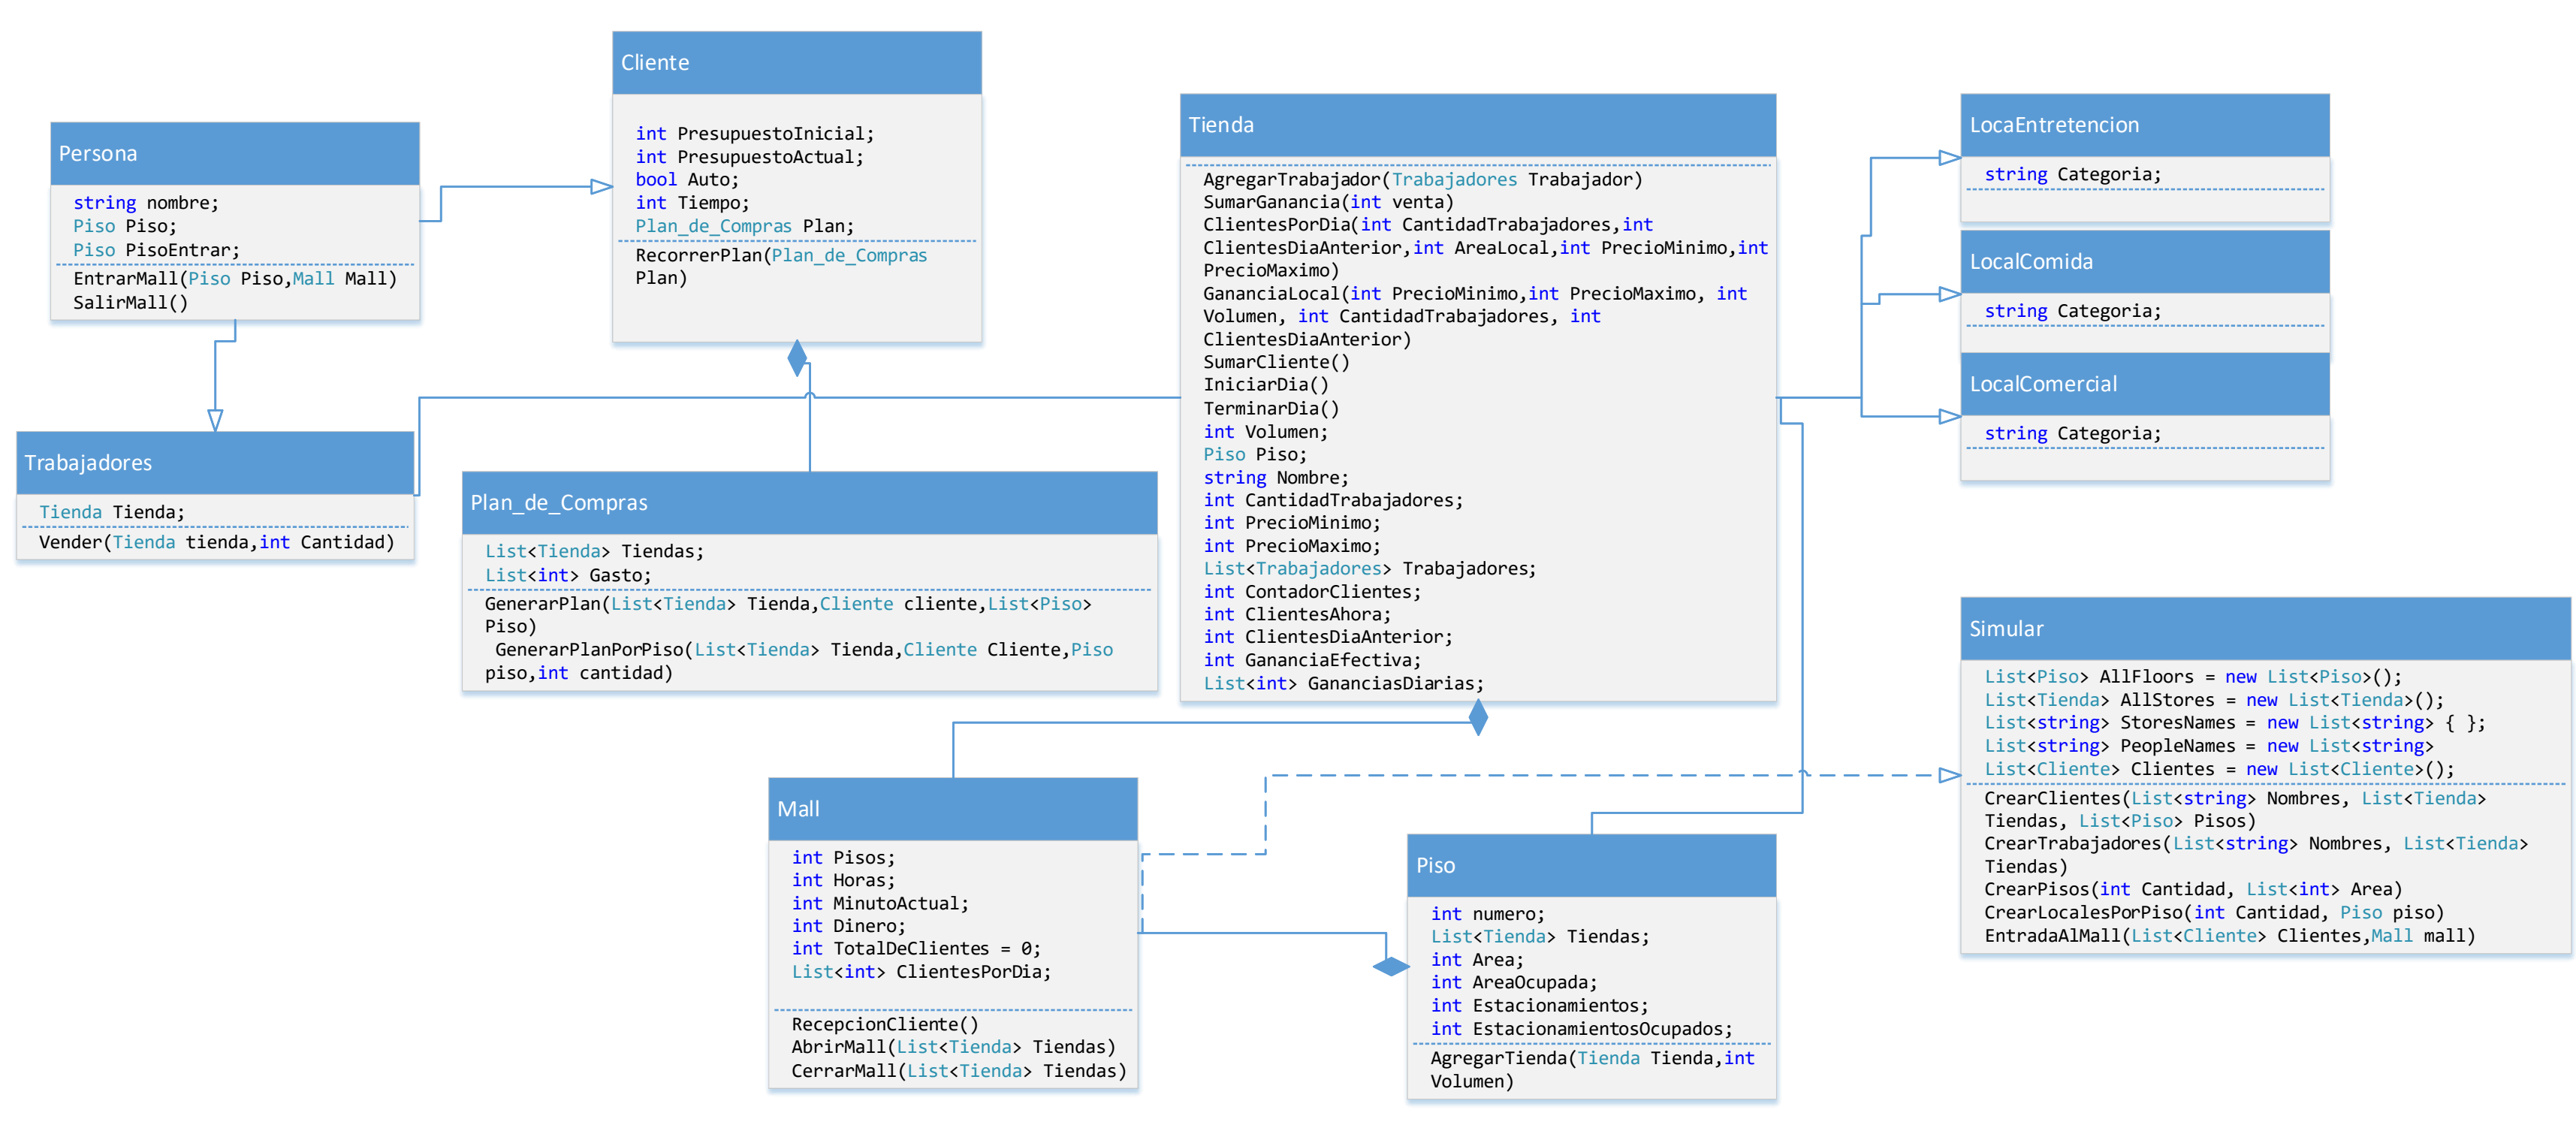 Persona
string nombre;
Piso Piso;
Piso PisoEntrar;
EntrarMall(Piso Piso,Mall Mall)
SalirMall()
Cliente
int PresupuestoInicial;
int PresupuestoActual;
bool Auto;
int Tiempo;
Plan_de_Compras Plan;
RecorrerPlan(Plan_de_Compras
Plan)
Trabajadores
Tienda Tienda;
Vender(Tienda tienda,int Cantidad)
Plan_de_Compras
List<Tienda> Tiendas;
List<int> Gasto;
GenerarPlan(List<Tienda> Tienda,Cliente cliente,List<Piso>
Piso)
GenerarPlanPorPiso(List<Tienda> Tienda,Cliente Cliente,Piso
piso,int cantidad)
Tienda
AgregarTrabajador(Trabajadores Trabajador)
SumarGanancia(int venta)
ClientesPorDia(int CantidadTrabajadores,int
ClientesDiaAnterior,int AreaLocal,int PrecioMinimo,int
PrecioMaximo)
GananciaLocal(int PrecioMinimo,int PrecioMaximo, int
Volumen, int CantidadTrabajadores, int
ClientesDiaAnterior)
SumarCliente()
IniciarDia()
TerminarDia()
int Volumen;
Piso Piso;
string Nombre;
int CantidadTrabajadores;
int PrecioMinimo;
int PrecioMaximo;
List<Trabajadores> Trabajadores;
int ContadorClientes;
int ClientesAhora;
int ClientesDiaAnterior;
int GananciaEfectiva;
List<int> GananciasDiarias;
LocaEntretencion
string Categoria;
LocalComida
string Categoria;
LocalComercial
string Categoria;
Mall
int Pisos;
int Horas;
int MinutoActual;
int Dinero;
int TotalDeClientes = 0;
List<int> ClientesPorDia;
RecepcionCliente()
AbrirMall(List<Tienda> Tiendas)
CerrarMall(List<Tienda> Tiendas)
Piso
int numero;
List<Tienda> Tiendas;
int Area;
int AreaOcupada;
int Estacionamientos;
int EstacionamientosOcupados;
AgregarTienda(Tienda Tienda,int
Volumen)
Simular
List<Piso> AllFloors = new List<Piso>();
List<Tienda> AllStores = new List<Tienda>();
List<string> StoresNames = new List<string> { };
List<string> PeopleNames = new List<string>
List<Cliente> Clientes = new List<Cliente>();
CrearClientes(List<string> Nombres, List<Tienda>
Tiendas, List<Piso> Pisos)
CrearTrabajadores(List<string> Nombres, List<Tienda>
Tiendas)
CrearPisos(int Cantidad, List<int> Area)
CrearLocalesPorPiso(int Cantidad, Piso piso)
EntradaAlMall(List<Cliente> Clientes,Mall mall)